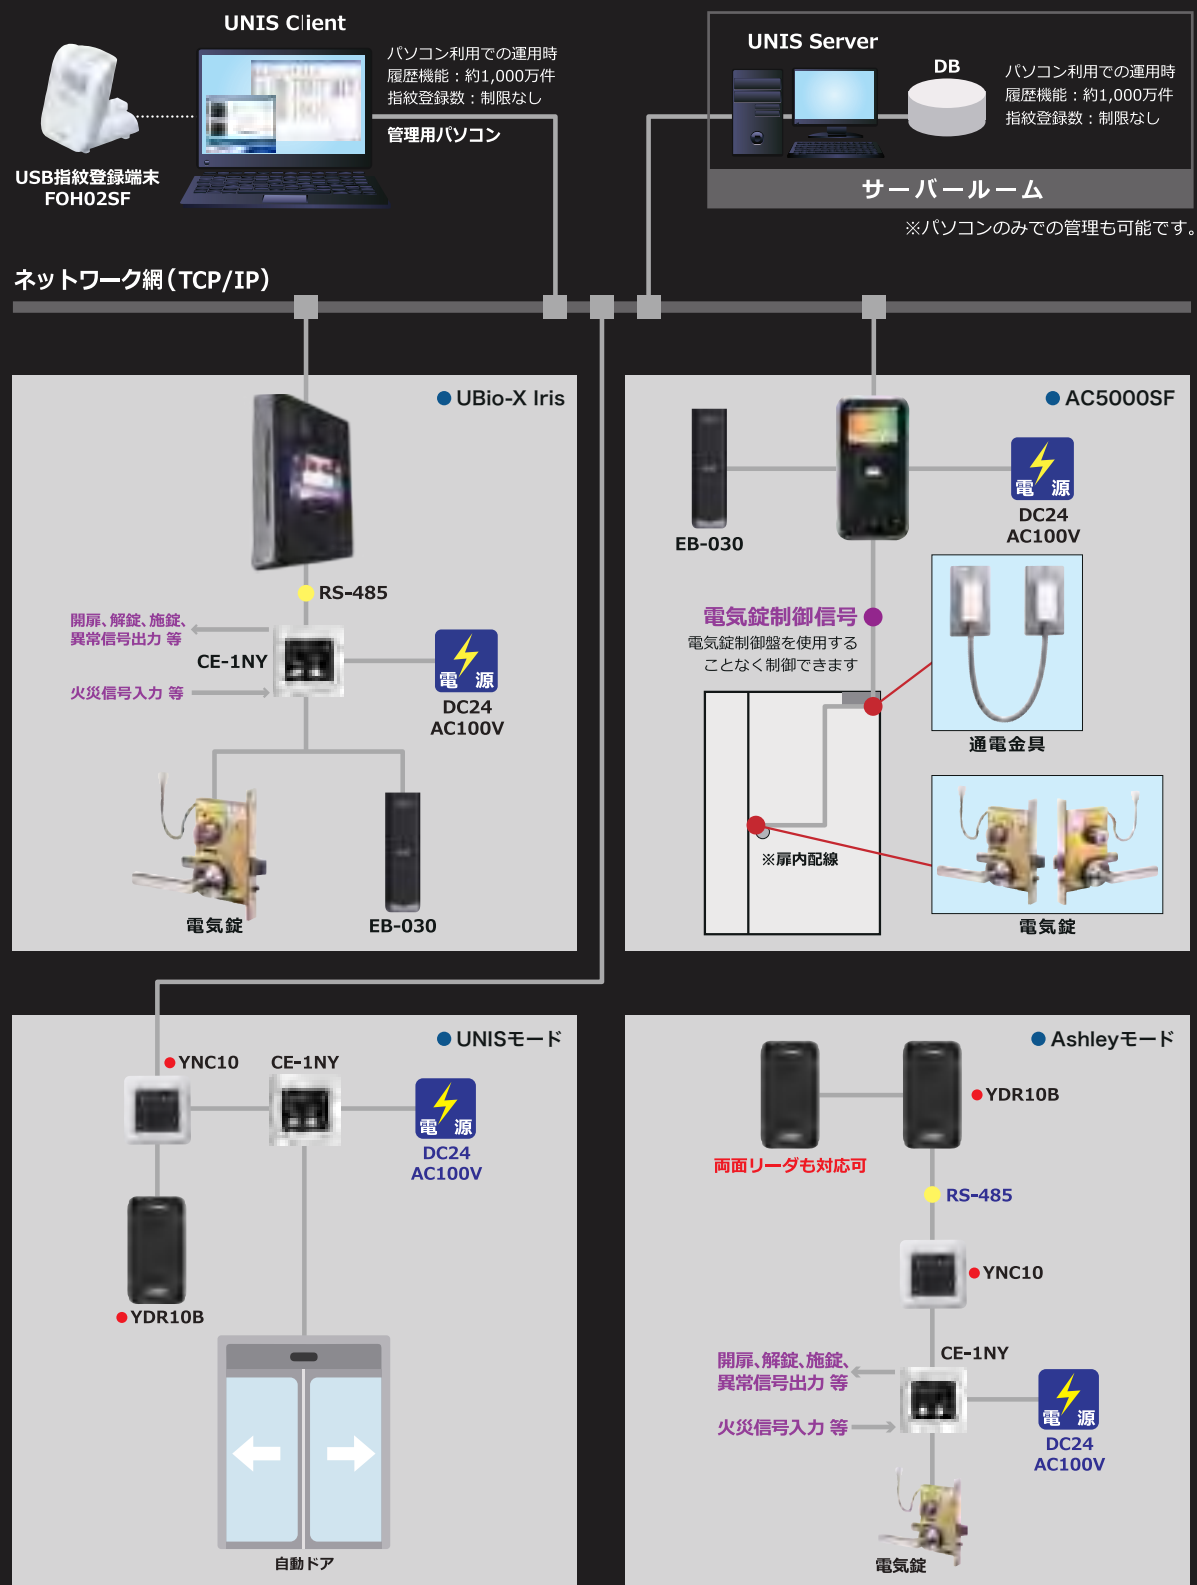 UNIS Client
パソコン利用での運用時
履歴機能：約1,000万件
指紋登録数：制限なし
管理用パソコン
USB指紋登録端末
FOH02SF
UNIS Server
DB
パソコン利用での運用時
履歴機能：約1,000万件
指紋登録数：制限なし
サーバールーム
※パソコンのみでの管理も可能です。
ネットワーク網（TCP/IP）
UBio-X Iris
RS-485
開扉、解錠、施錠、
異常信号出力 等
CE-1NY
火災信号入力 等
電 源
DC24
AC100V
電気錠
EB-030
AC5000SF
EB-030
電 源
DC24
AC100V
電気錠制御信号
電気錠制御盤を使用する
ことなく制御できます
通電金具
※扉内配線
電気錠
UNISモード
YNC10
CE-1NY
電 源
DC24
AC100V
YDR10B
自動ドア
Ashleyモード
YDR10B
両面リーダも対応可
RS-485
YNC10
CE-1NY
開扉、解錠、施錠、
異常信号出力 等
火災信号入力 等
電 源
DC24
AC100V
電気錠